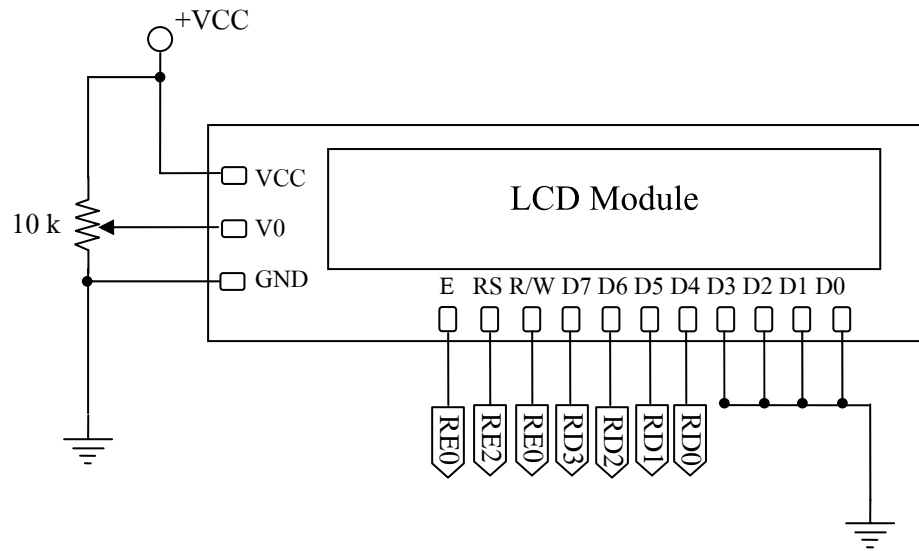 +VCC
VCC
LCD Module
10 k
V0
GND
E RS R/W D7 D6 D5 D4 D3 D2 D1 D0
RE0 RE2 RE0 RD3 RD2 RD1 RD0